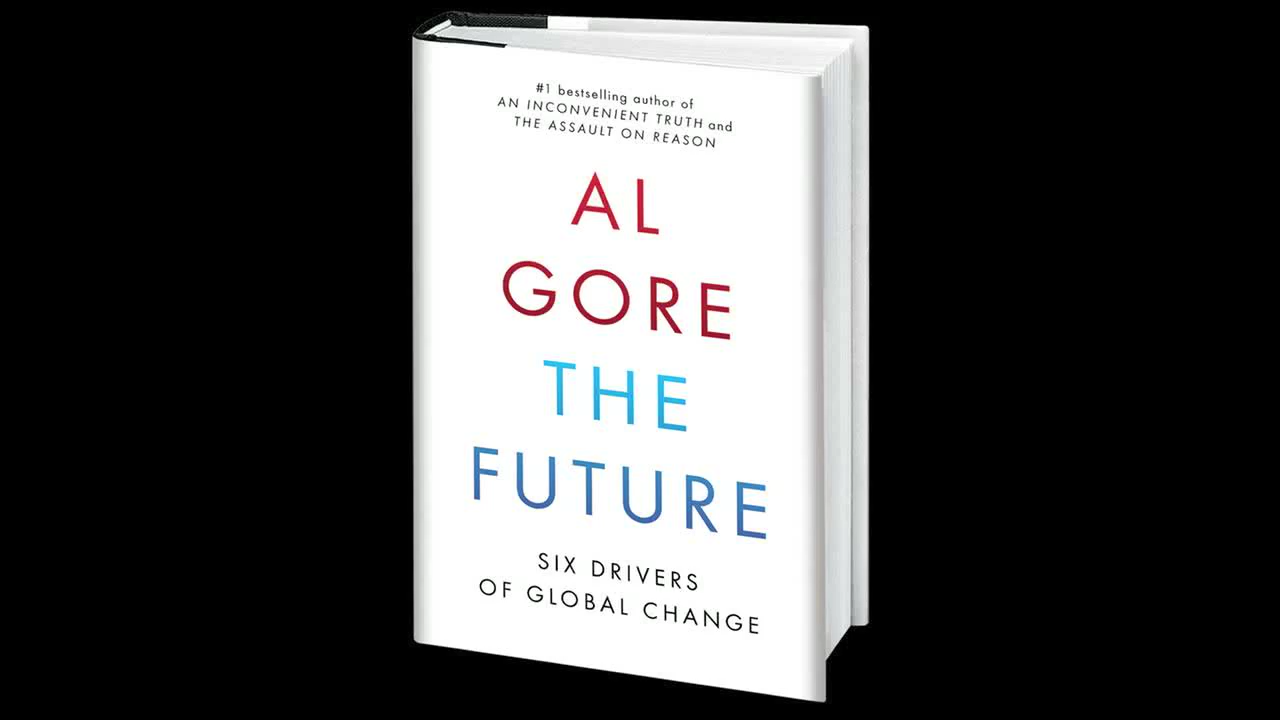 #1 bestselling author of
AN INCONVENIENT TRUTH and
THE ASSAULT ON REASON
AL
GORE
THE
FUTURE
SIX DRIVERS
OF GLOBAL CHANGE